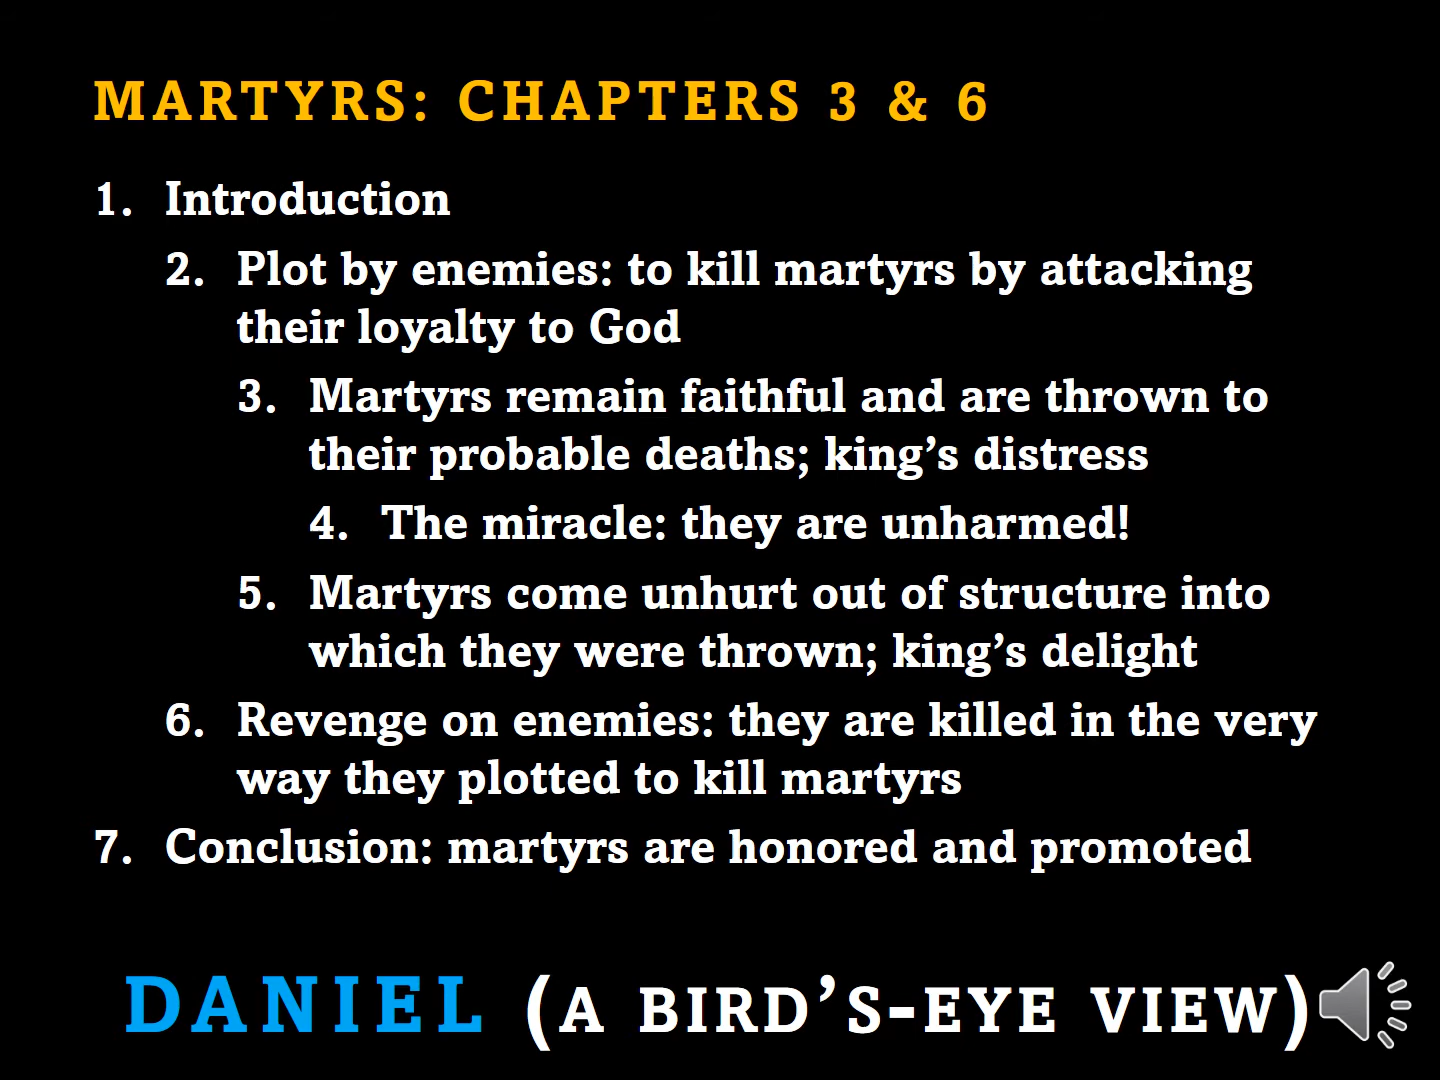 MARTYRS: CHAPTERS 3 & 6
1. Introduction
2. Plot by enemies: to kill martyrs by attacking
their loyalty to God
3. Martyrs remain faithful and are thrown to
their probable deaths; king’s distress
4. The miracle: they are unharmed!
5. Martyrs come unhurt out of structure into
which they were thrown; king’s delight
6. Revenge on enemies: they are killed in the very
way they plotted to kill martyrs
7. Conclusion: martyrs are honored and promoted
DANIEL (A BIRD’S-EYE VIEW)